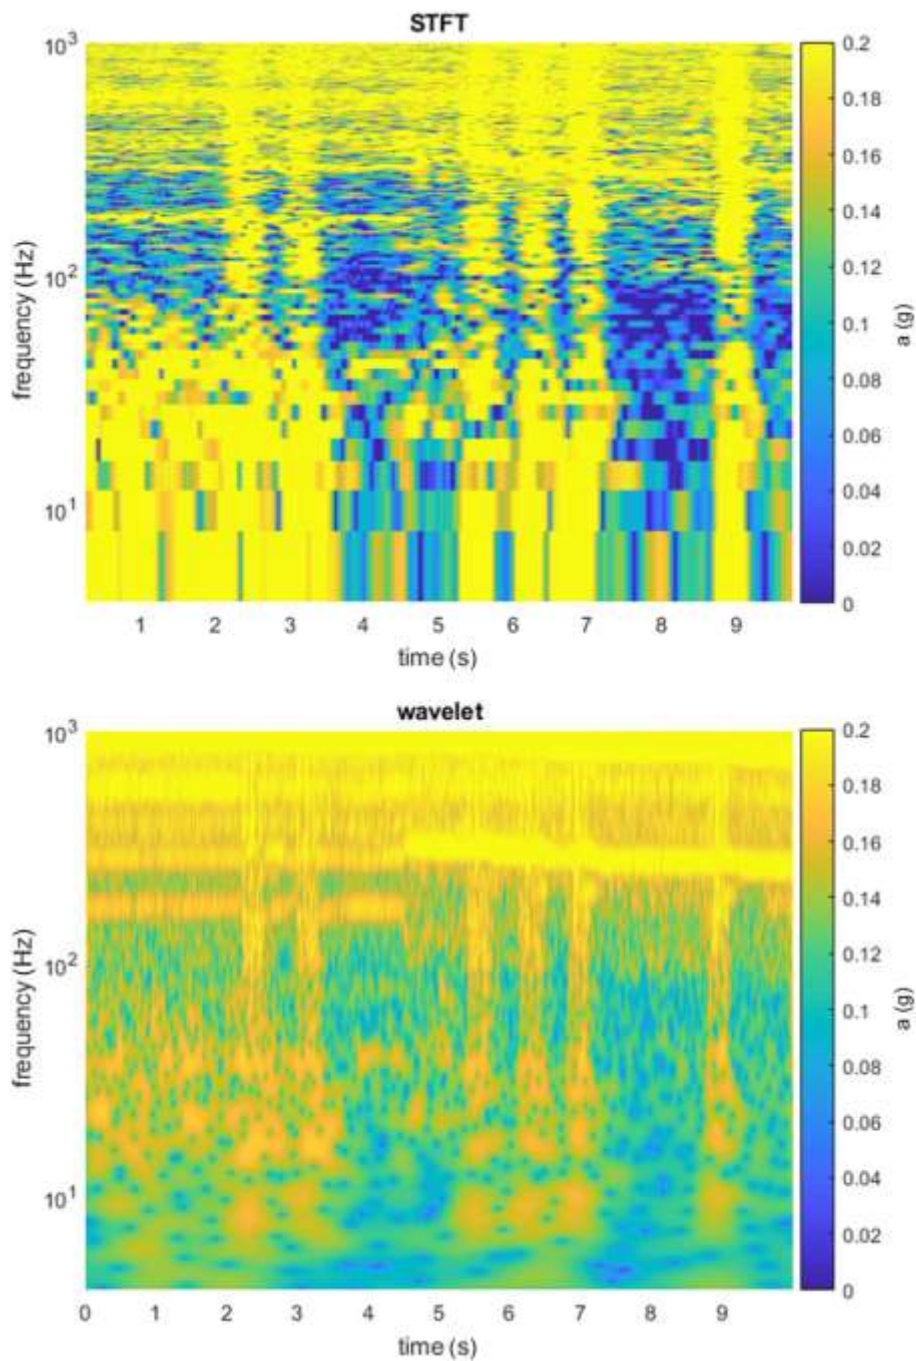 STFT
10³
10²
10¹
frequency (Hz)
1 2 3 4 5 6 7 8 9
time (s)
0.2
0.18
0.16
0.14
0.12
0.1
0.08
0.06
0.04
0.02
0
a (g)
wavelet
10³
10²
10¹
frequency (Hz)
0 1 2 3 4 5 6 7 8 9
time (s)
0.2
0.18
0.16
0.14
0.12
0.1
0.08
0.06
0.04
0.02
0
a (g)